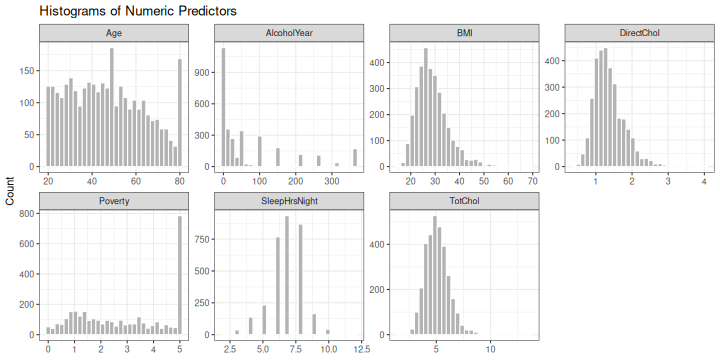 Histograms of Numeric Predictors
Age
AlcoholYear
BMI
DirectChol
150
100
50
0
20 40 60 80
900
600
300
0
0 100 200 300
400
300
200
100
0
20 30 40 50 60 70
400
300
200
100
0
1 2 3 4
Count
Poverty
SleepHrsNight
TotChol
800
600
400
200
0
0 1 2 3 4 5
750
500
250
0
2.5 5.0 7.5 10.0 12.5
400
200
0
5 10